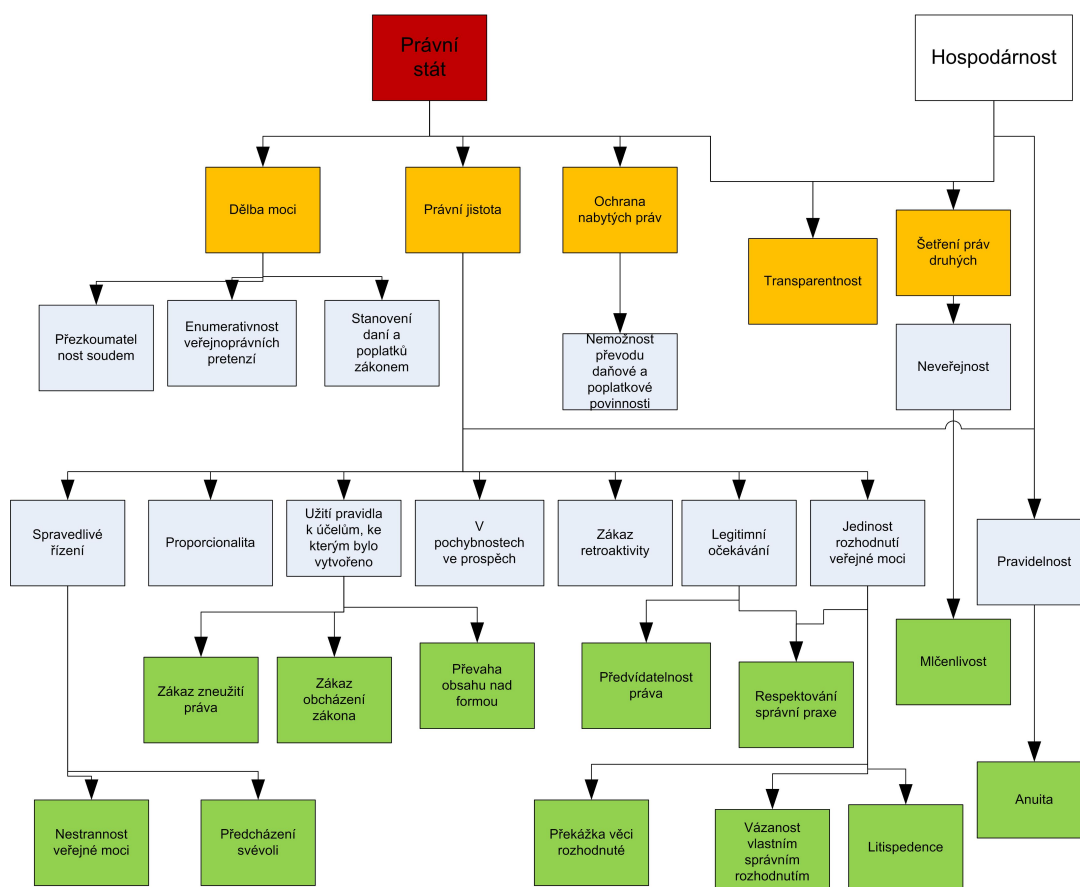 Právní
stát
Hospodárnost
Dělba moci
Právní jistota
Ochrana
nabytých práv
Transparentnost
Šetření práv
druhých
Přezkoumatel
nost soudem
Enumerativnost
veřejnoprávních
pretenzí
Stanovení
daní a
poplatků
zákonem
Nemožnost
převodu
daňové a
poplatkové
povinnosti
Neveřejnost
Spravedlivé
řízení
Proporcionalita
Užití pravidla
k účelům, ke
kterým bylo
vytvořeno
V
pochybnostech
ve prospěch
Zákaz
retroaktivity
Legitimní
očekávání
Jedinost
rozhodnutí
veřejné moci
Pravidelnost
Zákaz zneužití
práva
Zákaz
obcházení
zákona
Převaha
obsahu nad
formou
Předvídatelnost
práva
Respektování
správní praxe
Mlčenlivost
Nestrannost
veřejné moci
Předcházení
svévoli
Překážka věci
rozhodnuté
Vázanost
vlastním
správním
rozhodnutím
Litispedence
Anuita